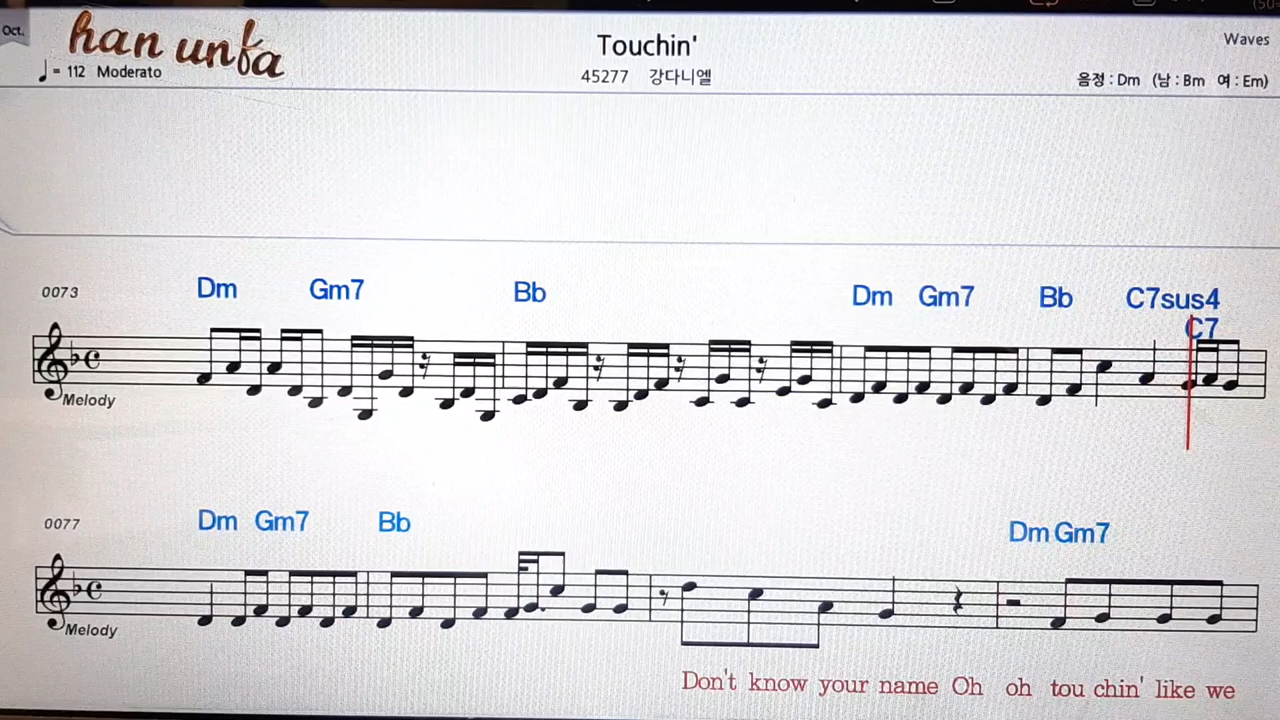 Oct.
han unfa
= 112 Moderato
Touchin'
45277 강다니엘
Waves
음정 : Dm (남 : Bm 여 : Em)
0073
Dm Gm7 Bb Dm Gm7 Bb C7sus4
C7
Melody
0077
Dm Gm7 Bb Dm Gm7
Melody
Don't know your name Oh oh tou chin' like we